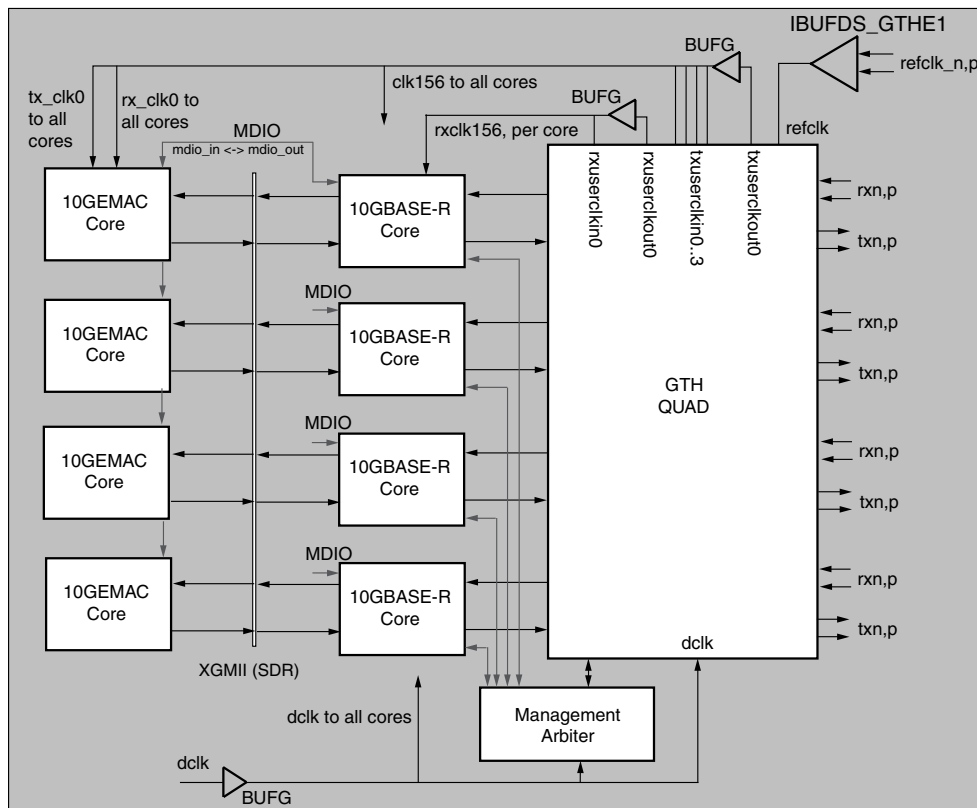 IBUFDS_GTHE1
BUFG
refclk_n,p
clk156 to all cores
BUFG
tx_clk0
to all
cores
rx_clk0 to
all cores
MDIO
mdio_in <-> mdio_out
rxclk156, per core
refclk
rxuserclkin0
rxuserclkout0
txuserclkin0..3
txuserclkout0
10GEMAC
Core
10GBASE-R
Core
rxn,p
txn,p
MDIO
10GEMAC
Core
10GBASE-R
Core
rxn,p
txn,p
GTH
QUAD
MDIO
10GEMAC
Core
10GBASE-R
Core
rxn,p
txn,p
MDIO
10GEMAC
Core
10GBASE-R
Core
rxn,p
txn,p
dclk
XGMII (SDR)
dclk to all cores
Management
Arbiter
dclk
BUFG